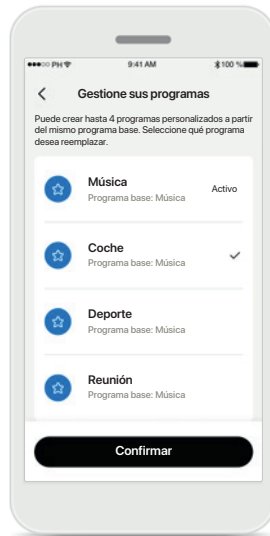 PH 9:41 AM 100 %
Gestione sus programas
Puede crear hasta 4 programas personalizados a partir
del mismo programa base. Seleccione qué programa
desea reemplazar.
Música
Activo
Programa base: Música
Coche
Programa base: Música
Deporte
Programa base: Música
Reunión
Programa base: Música
Confirmar